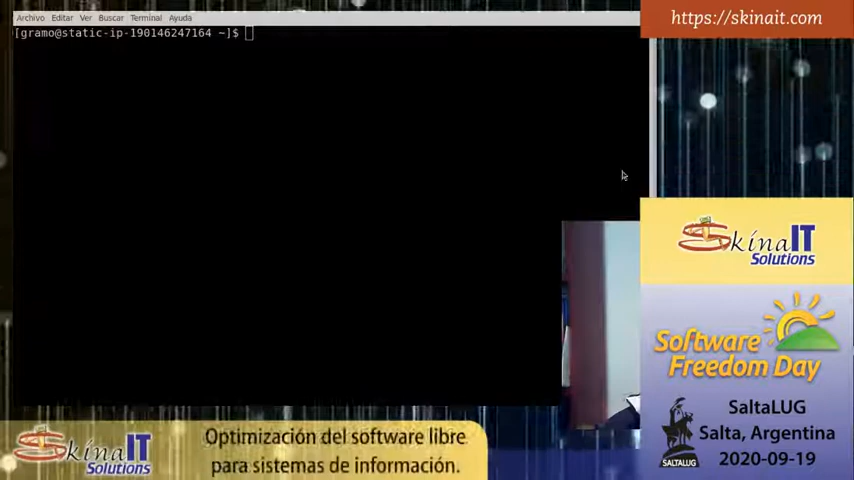 Archivo Editar Ver Buscar Terminal Ayuda
[gramo@static-ip-190146247164 ~]$
https://skinait.com
SkinaIT
Solutions
Software
Freedom Day
SaltaLUG
Salta, Argentina
2020-09-19
SALTALUG
SkinaIT
Solutions
Optimización del software libre
para sistemas de información.